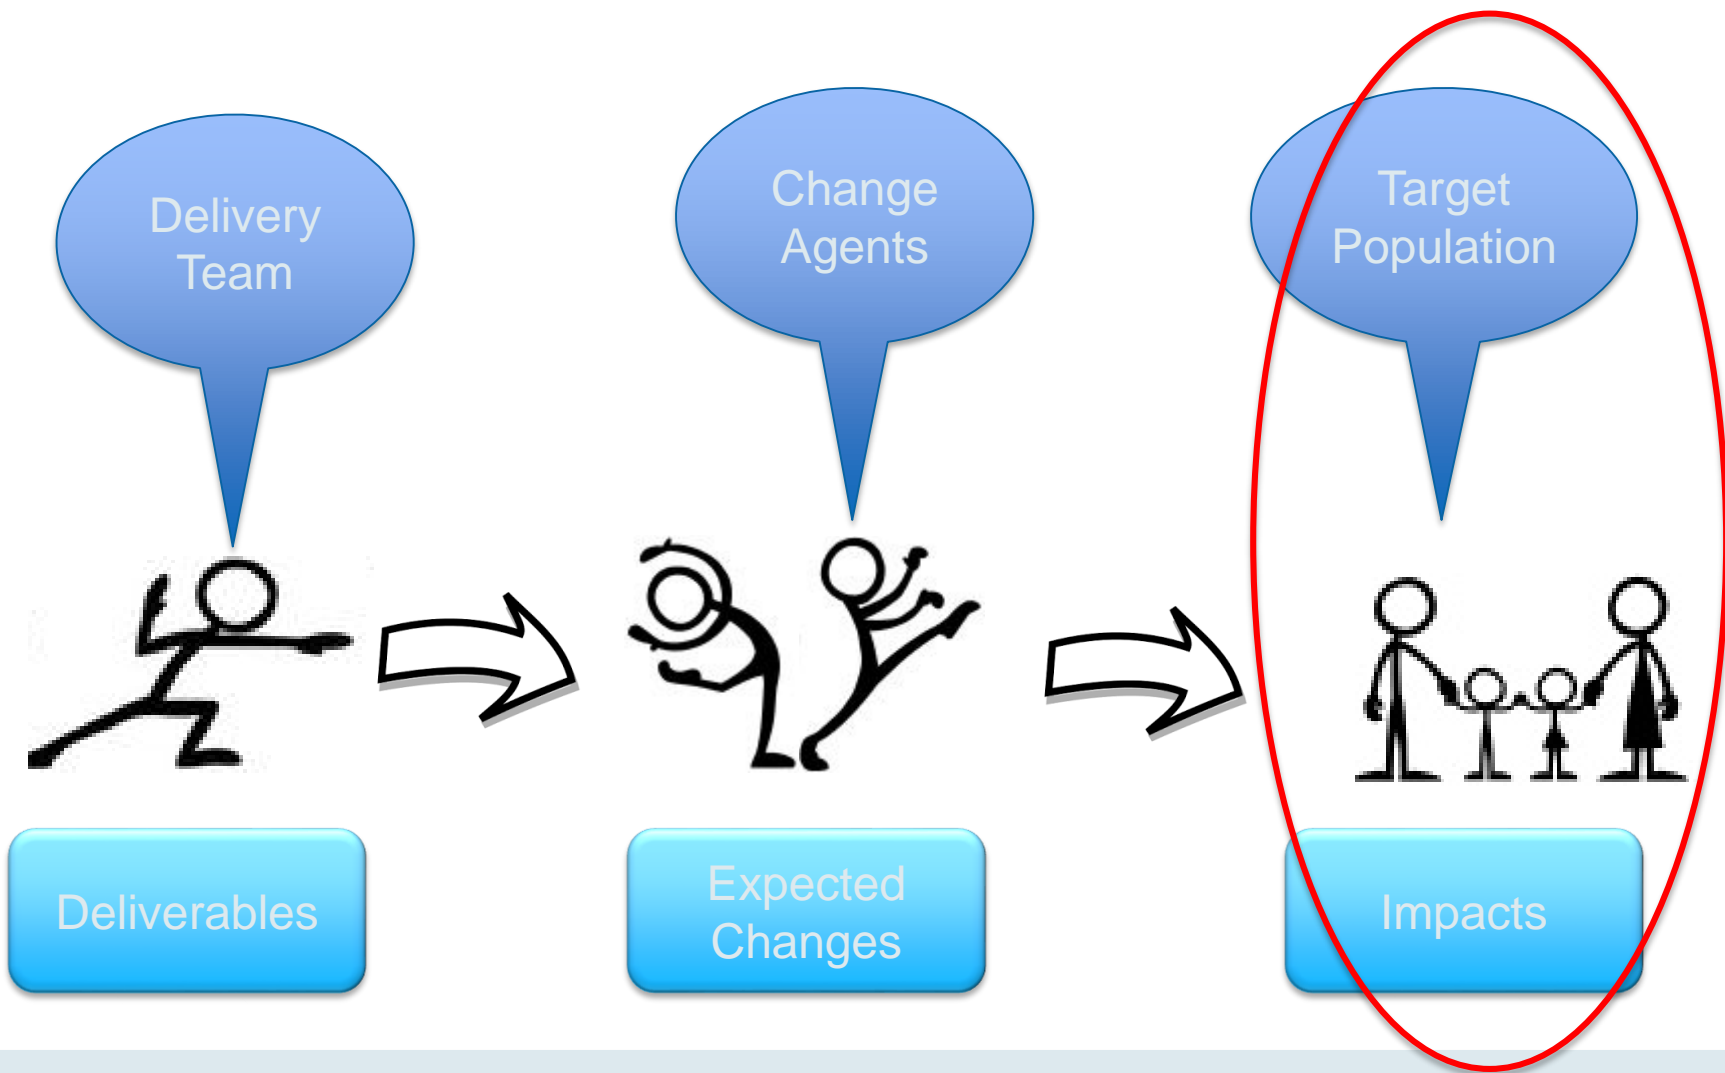 Delivery
Team
Change
Agents
Target
Population
Deliverables
Expected
Changes
Impacts